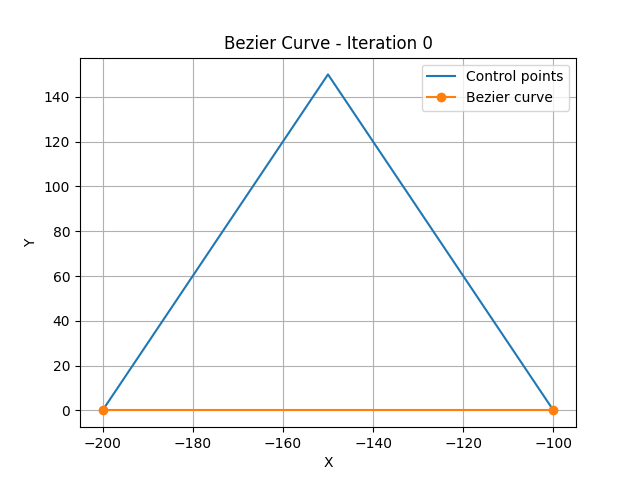 Bezier Curve - Iteration 0
Control points
Bezier curve
Y
140
120
100
80
60
40
20
0
−200 −180 −160 −140 −120 −100
X